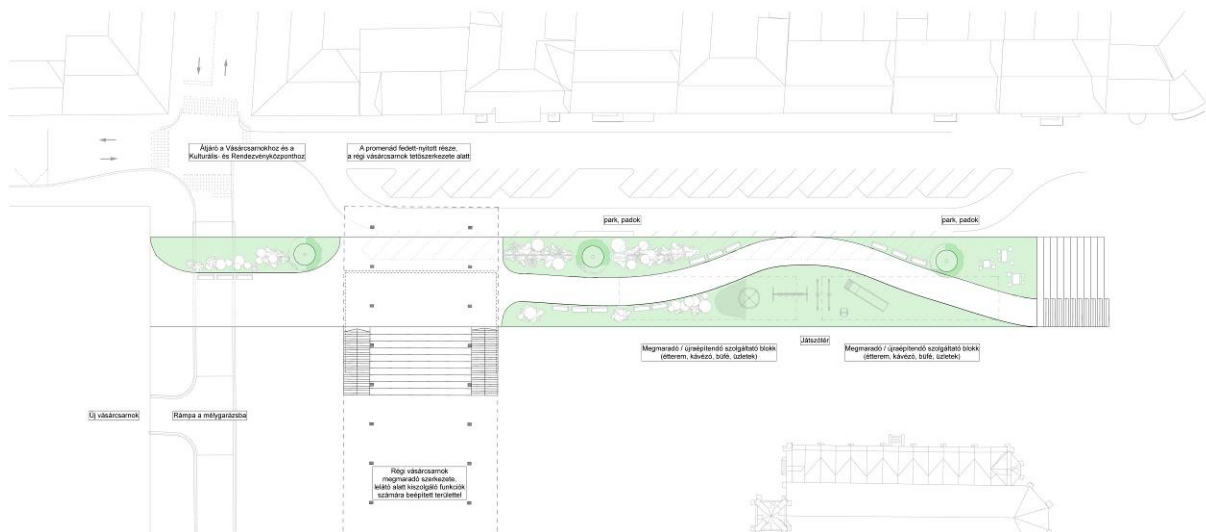 Átjáró a Vásárcsarnokhoz és a
Kulturális- és Rendezvényközponthoz
A promenád fedett-nyitott része,
a régi vásárcsarnok tetőszerkezete alatt
park, padok
park, padok
Megmaradó / újraépítendő szolgáltató blokk
(étterem, kávézó, büfé, üzletek)
Játszótér
Megmaradó / újraépítendő szolgáltató blokk
(étterem, kávézó, büfé, üzletek)
Új vásárcsarnok
Rámpa a mélygarázsba
Régi vásárcsarnok
megmaradó szerkezete,
lelátó alatt kiszolgáló funkciók
számára beépített területtel